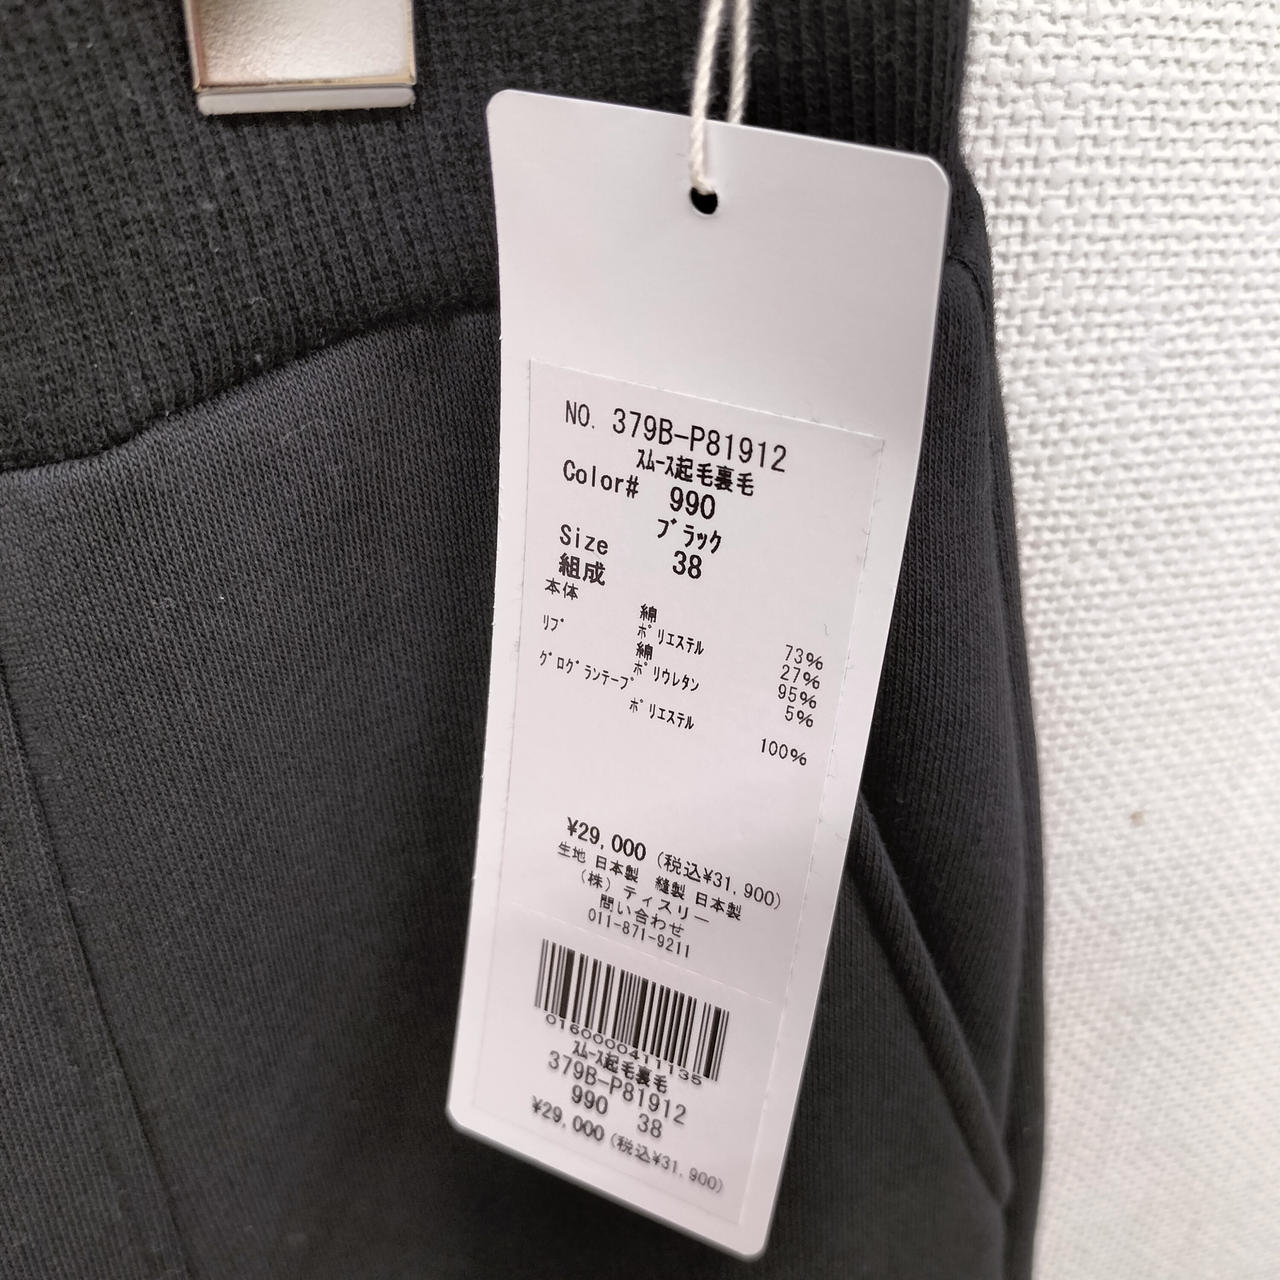 NO. 379B-P81912
ｽﾑｰｽ起毛裏毛
Color# 990
ﾌﾞﾗｯｸ
Size 38
組成
本体 綿 73%
ﾎﾟﾘｴｽﾃﾙ 27%
ﾘﾌﾞ 綿 95%
ﾎﾟﾘｳﾚﾀﾝ 5%
ｸﾞﾛｸﾞﾗﾝﾃｰﾌﾟ
ﾎﾟﾘｴｽﾃﾙ 100%
¥29,000 (税込¥31,900)
生地 日本製 縫製 日本製
(株) ティスリー
問い合わせ
011-871-9211
0160000411135
ｽﾑｰｽ起毛裏毛
379B-P81912
990 38
¥29,000 (税込¥31,900)